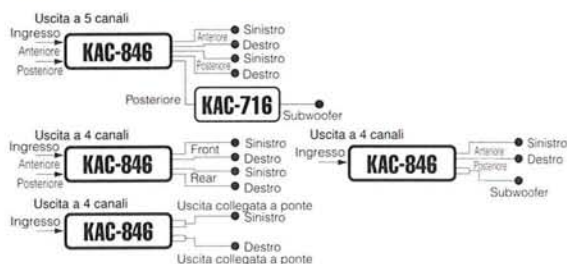 Uscita a 5 canali
Ingresso
Anteriore
Posteriore
KAC-846
Anteriore
Sinistro
Destro
Posteriore
Sinistro
Destro
Posteriore
KAC-716
Subwoofer
Uscita a 4 canali
Ingresso
Anteriore
Posteriore
KAC-846
Front
Sinistro
Destro
Rear
Sinistro
Destro
Uscita a 4 canali
Ingresso
KAC-846
Anteriore
Sinistro
Destro
Posteriore
Subwoofer
Uscita a 4 canali
Ingresso
KAC-846
Uscita collegata a ponte
Sinistro
Destro
Uscita collegata a ponte